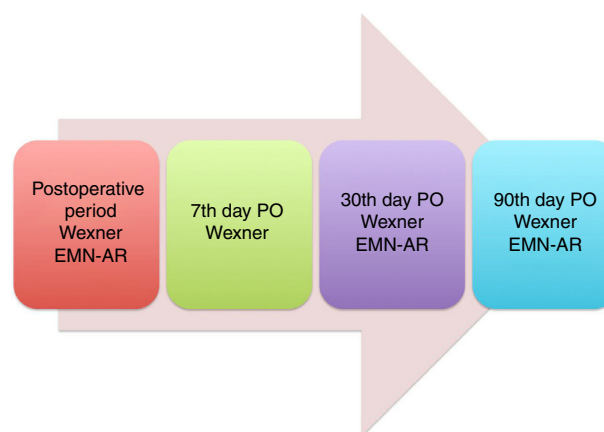 Postoperative
period
Wexner
EMN-AR
7th day PO
Wexner
30th day PO
Wexner
EMN-AR
90th day PO
Wexner
EMN-AR